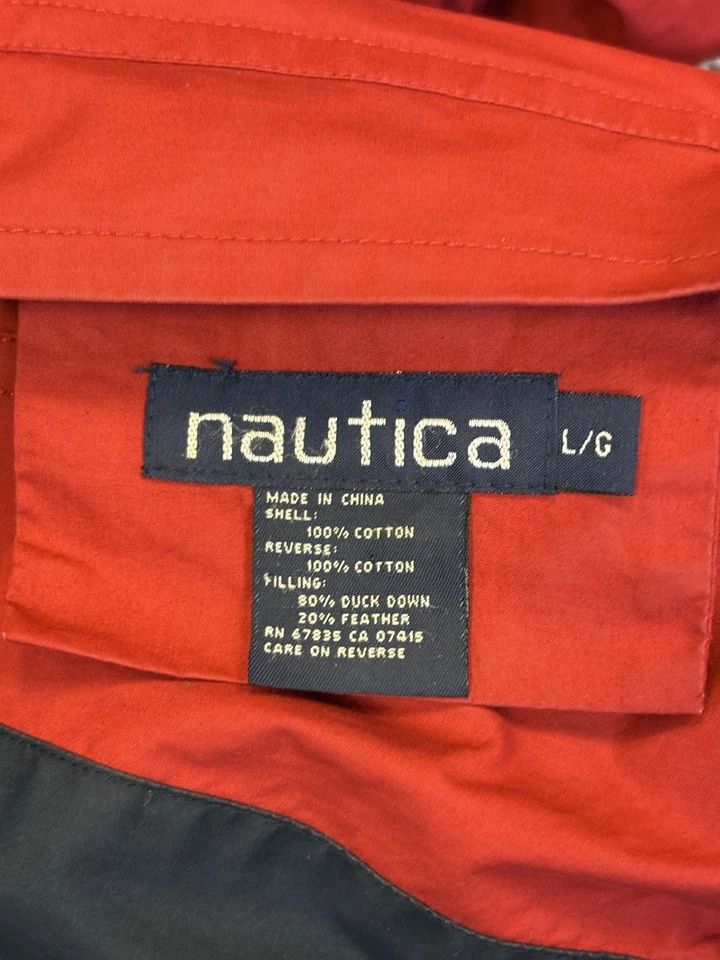 nautica
L/G
MADE IN CHINA
SHELL:
100% COTTON
REVERSE:
100% COTTON
FILLING:
80% DUCK DOWN
20% FEATHER
RN 67835 CA 07415
CARE ON REVERSE